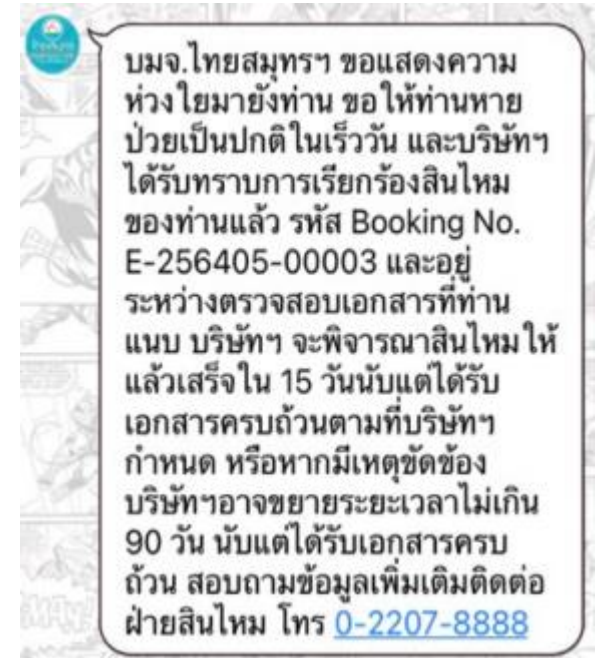 บมจ.ไทยสมุทรฯ ขอแสดงความ
ห่วงใยมายังท่าน ขอให้ท่านหาย
ป่วยเป็นปกติในเร็ววัน และบริษัทฯ
ได้รับทราบการเรียกร้องสินไหม
ของท่านแล้ว รหัส Booking No.
E-256405-00003 และอยู่
ระหว่างตรวจสอบเอกสารที่ท่าน
แนบ บริษัทฯ จะพิจารณาสินไหมให้
แล้วเสร็จใน 15 วันนับแต่ได้รับ
เอกสารครบถ้วนตามที่บริษัทฯ
กำหนด หรือหากมีเหตุขัดข้อง
บริษัทฯอาจขยายระยะเวลาไม่เกิน
90 วัน นับแต่ได้รับเอกสารครบ
ถ้วน สอบถามข้อมูลเพิ่มเติมติดต่อ
ฝ่ายสินไหม โทร 0-2207-8888